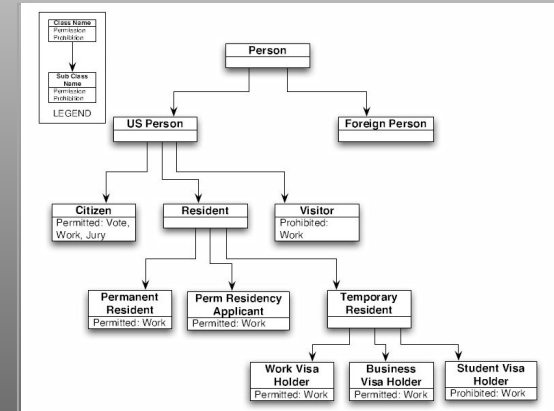 Class Name
Permission
Prohibition
Sub Class
Name
Permission
Prohibition
LEGEND
Person
US Person
Foreign Person
Citizen
Permitted: Vote,
Work, Jury
Resident
Visitor
Prohibited:
Work
Permanent
Resident
Permitted: Work
Perm Residency
Applicant
Permitted: Work
Temporary
Resident
Work Visa
Holder
Permitted: Work
Business
Visa Holder
Permitted: Work
Student Visa
Holder
Prohibited: Work